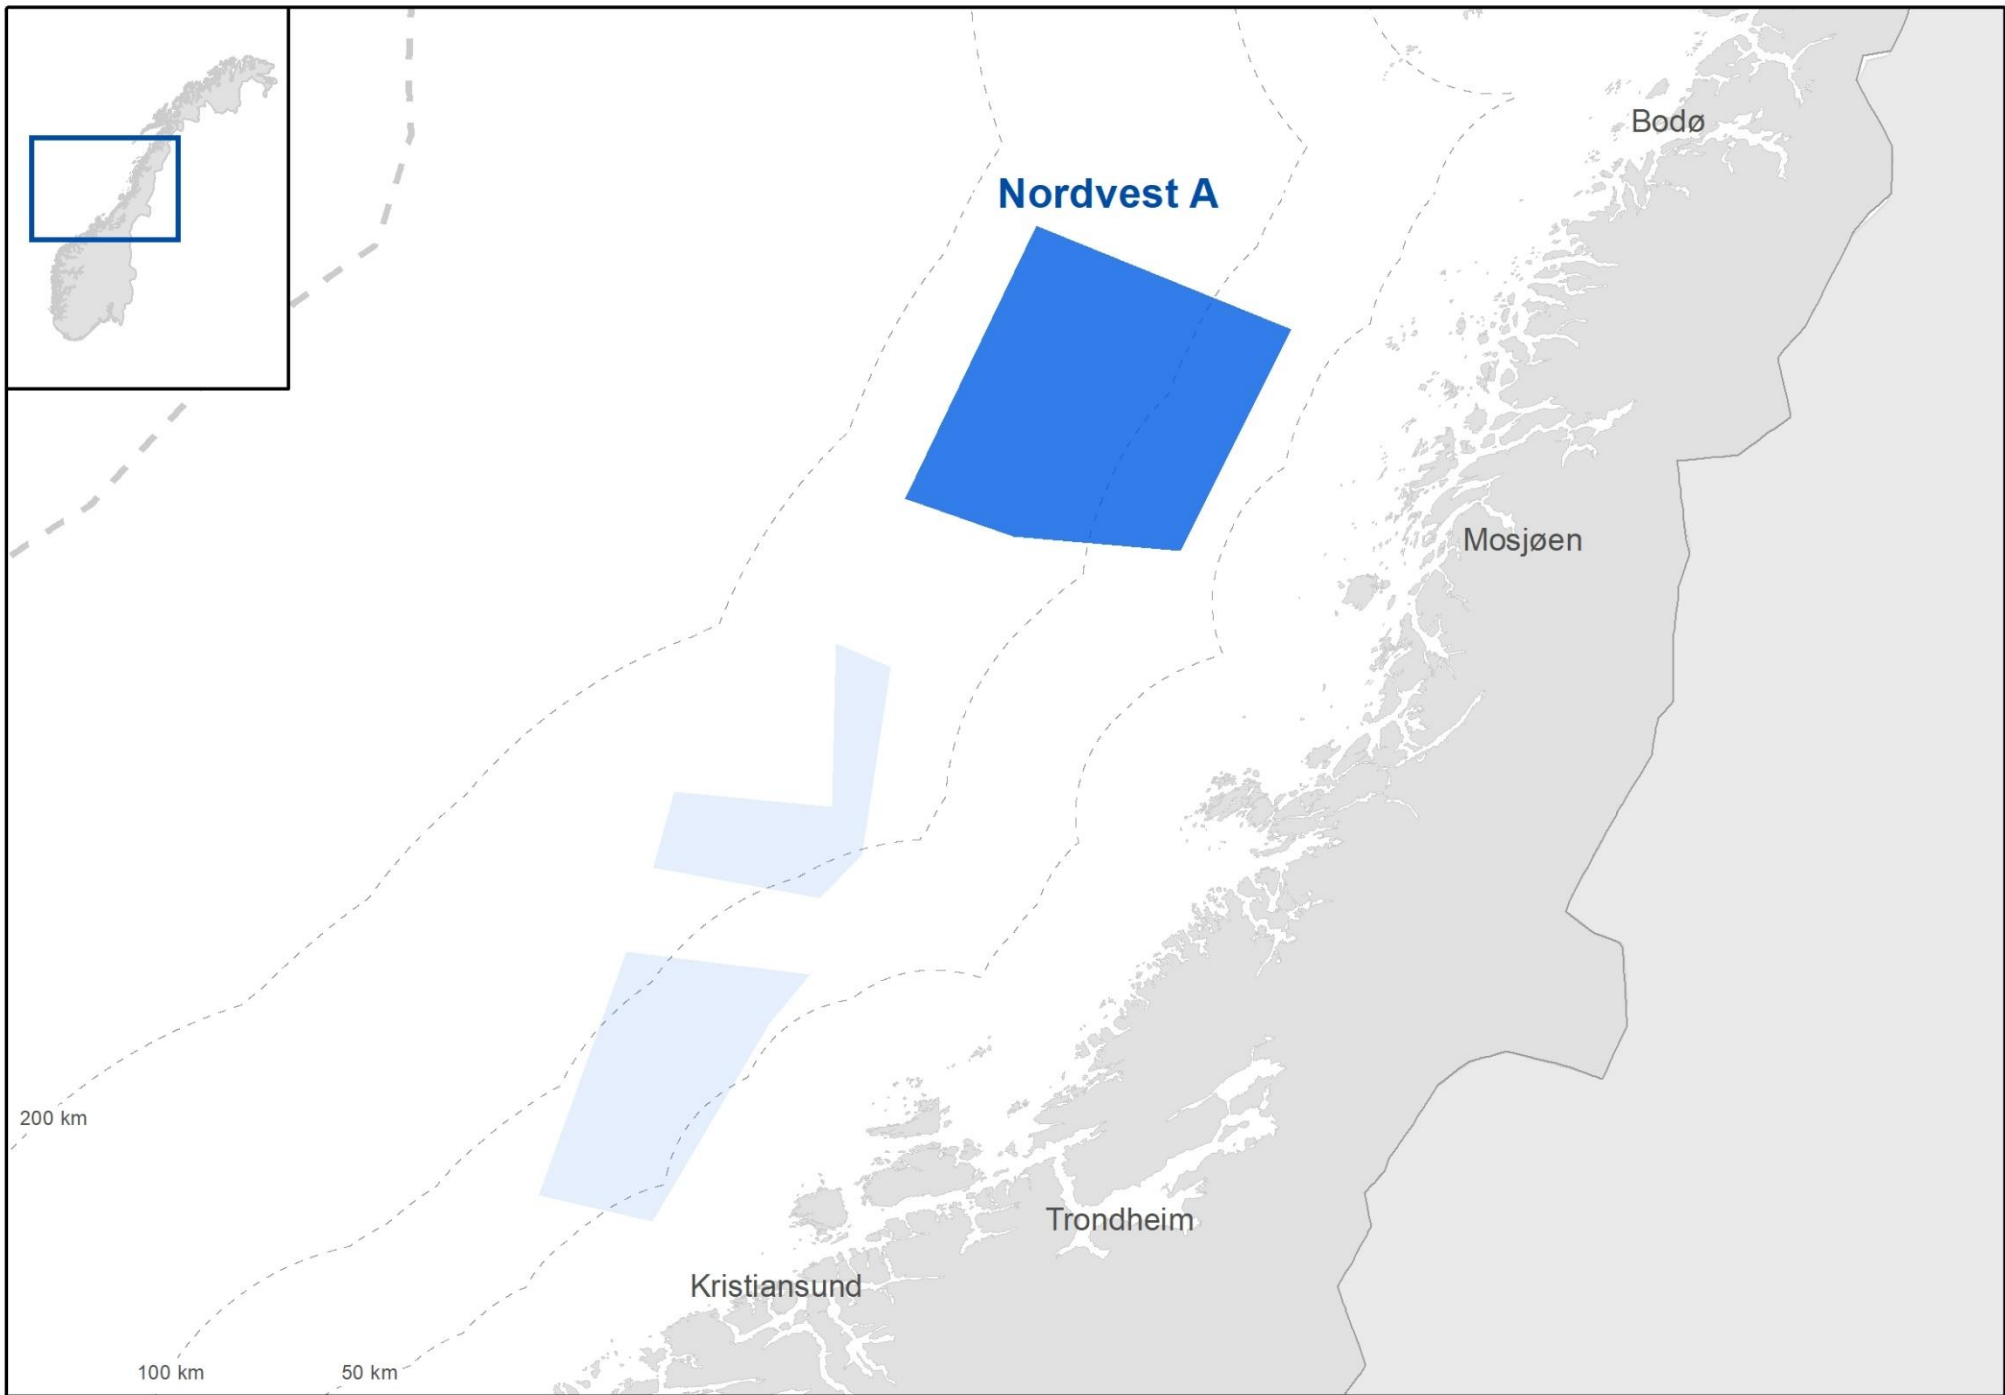 Bodø
Nordvest A
Mosjøen
200 km
Trondheim
Kristiansund
100 km
50 km